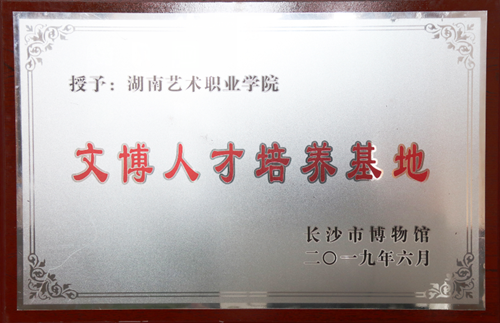 授予：湖南艺术职业学院
文博人才培养基地
长沙市博物馆
二〇一九年六月